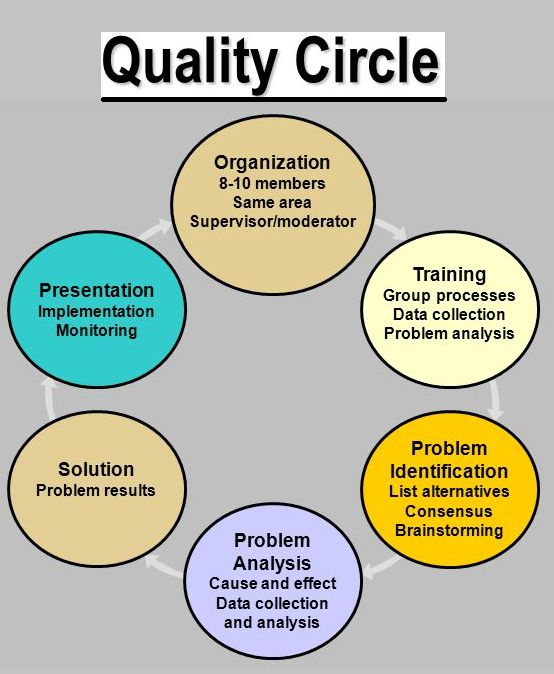 Quality Circle
Organization
8-10 members
Same area
Supervisor/moderator
Training
Group processes
Data collection
Problem analysis
Problem
Identification
List alternatives
Consensus
Brainstorming
Problem
Analysis
Cause and effect
Data collection
and analysis
Solution
Problem results
Presentation
Implementation
Monitoring